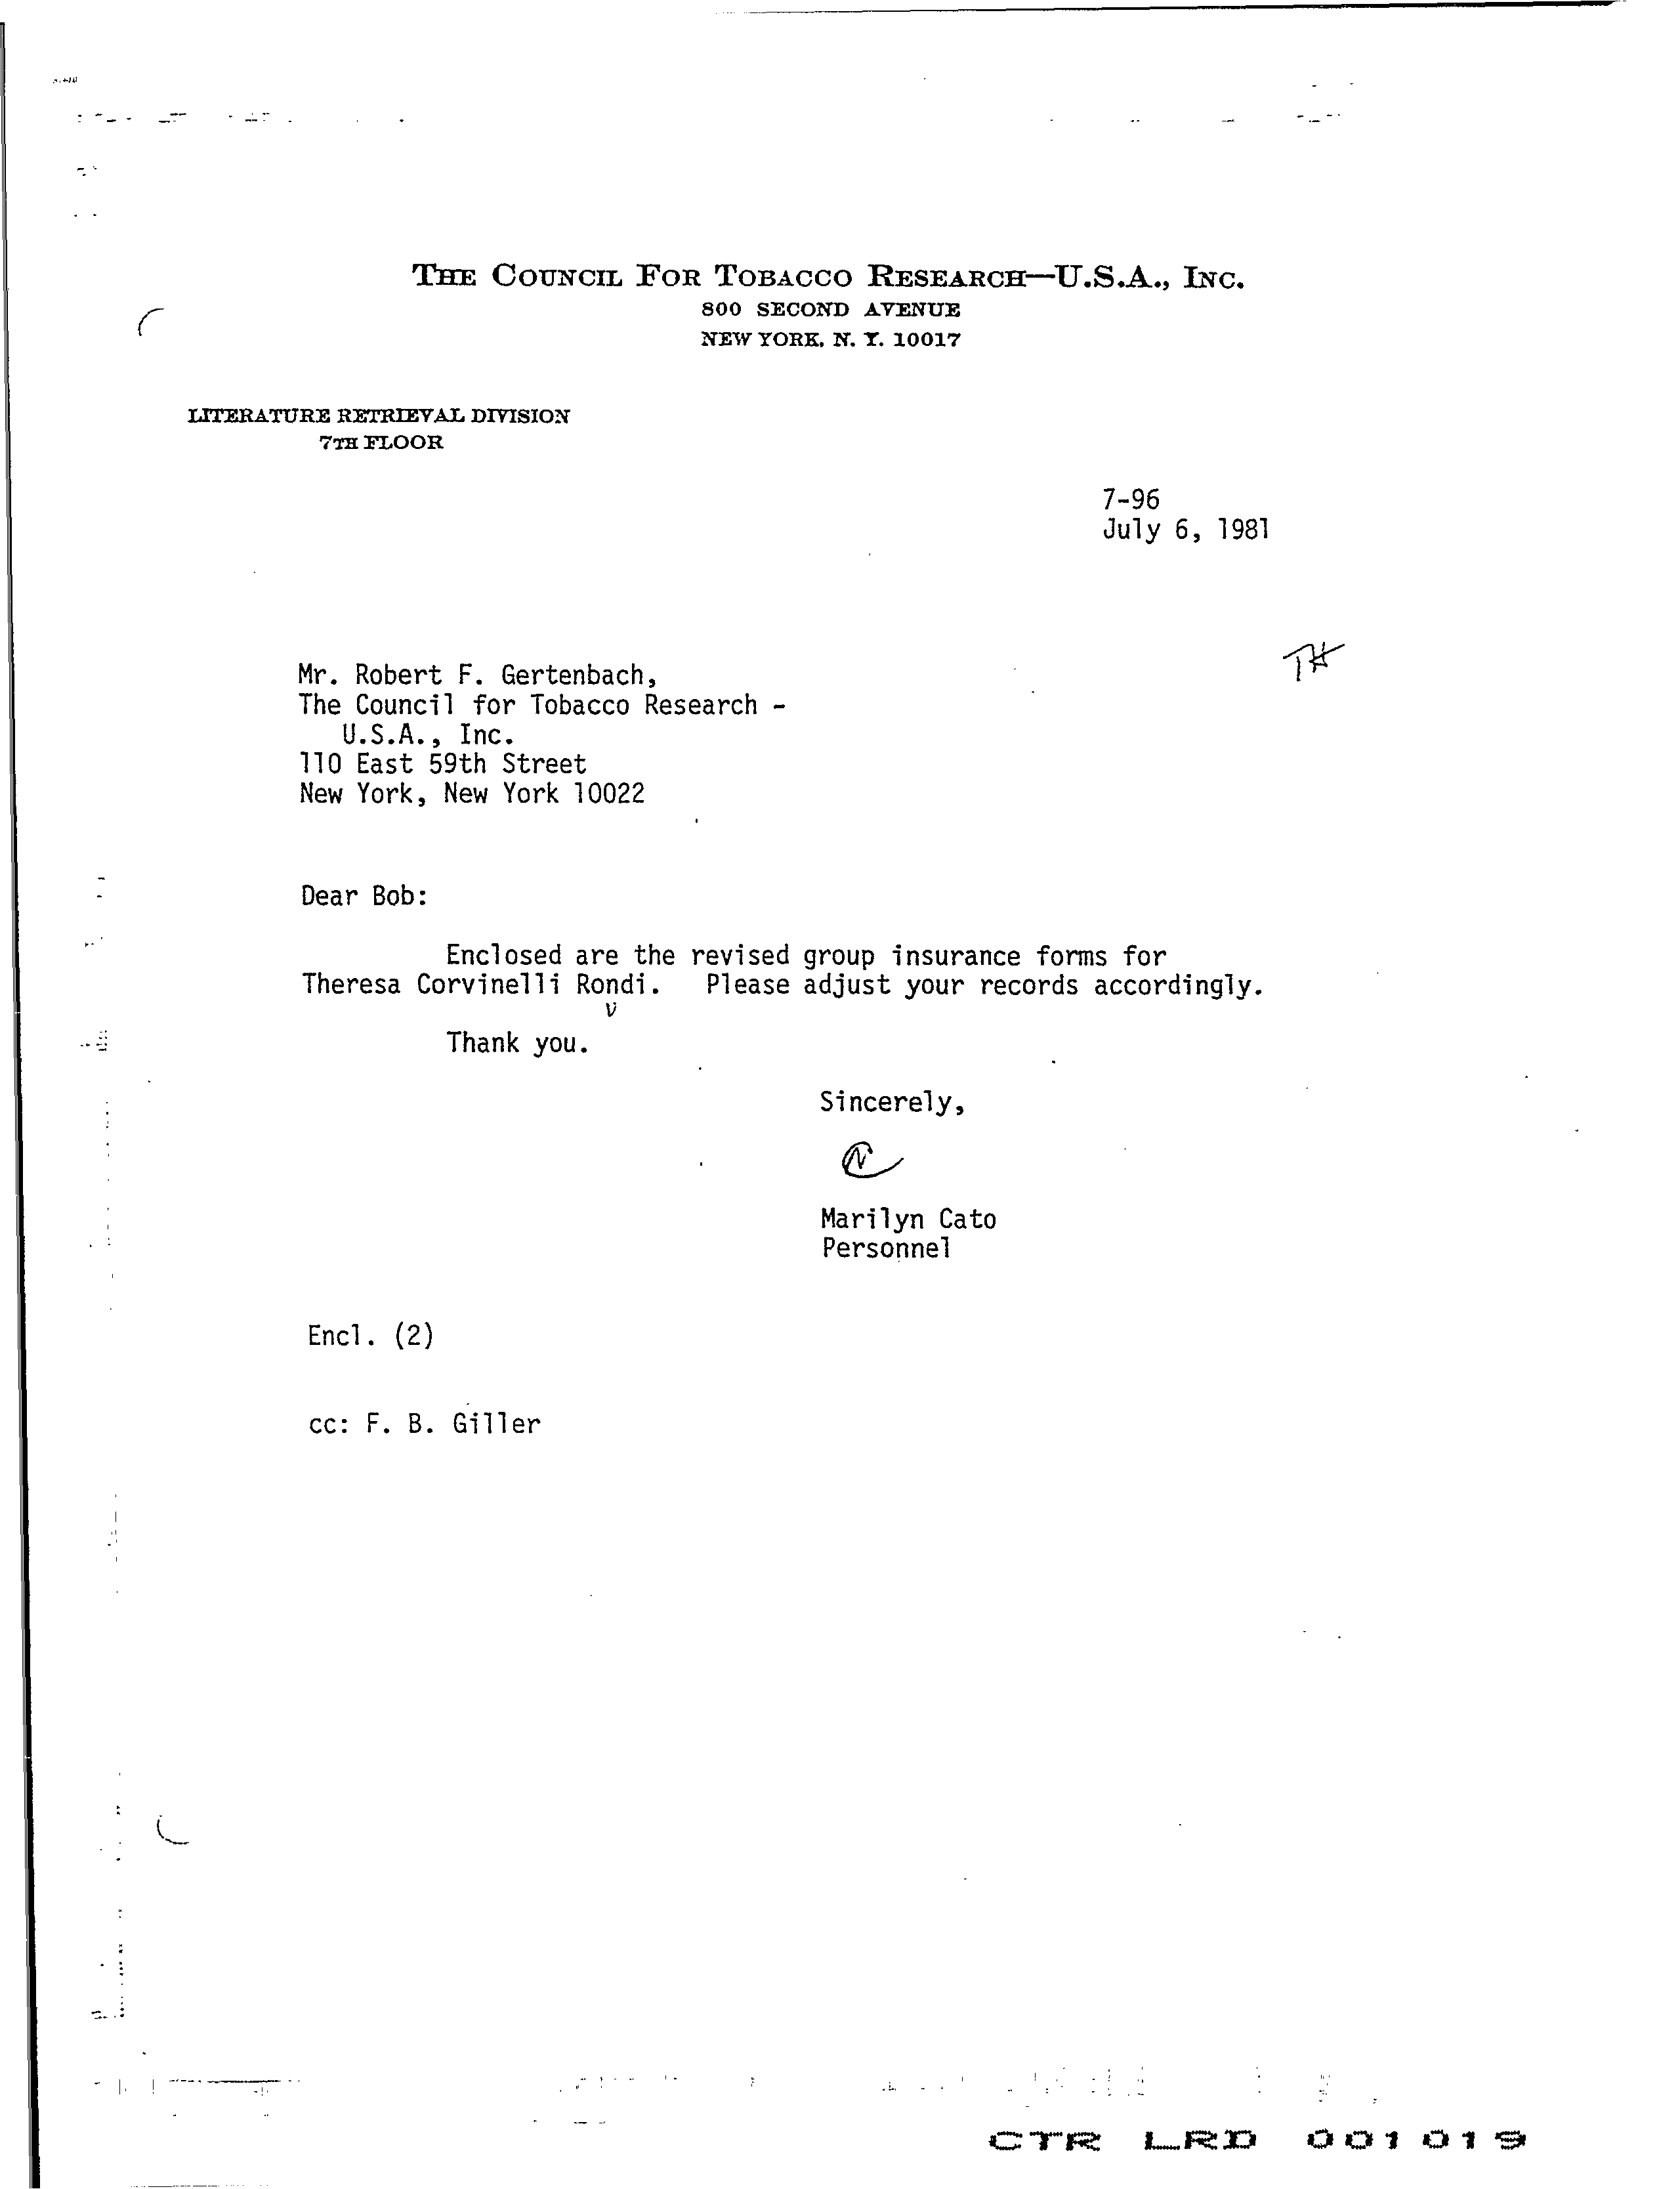 THE COUNCIL FOR TOBACCO RESEARCH—U.S.A., INC.
800 SECOND AVENUE
NEW YORK, N. Y. 10017
LITERATURE RETRIEVAL DIVISION
7TH FLOOR
7-96
July 6, 1981
Mr. Robert F. Gertenbach,
The Council for Tobacco Research -
U.S.A., Inc.
110 East 59th Street
New York, New York 10022
Dear Bob:
Enclosed are the revised group insurance forms for
Theresa Corvinelli Rondi. Please adjust your records accordingly.
Thank you.
Sincerely,
Marilyn Cato
Personnel
Encl. (2)
cc: F. B. Giller
CTR LRD 001019